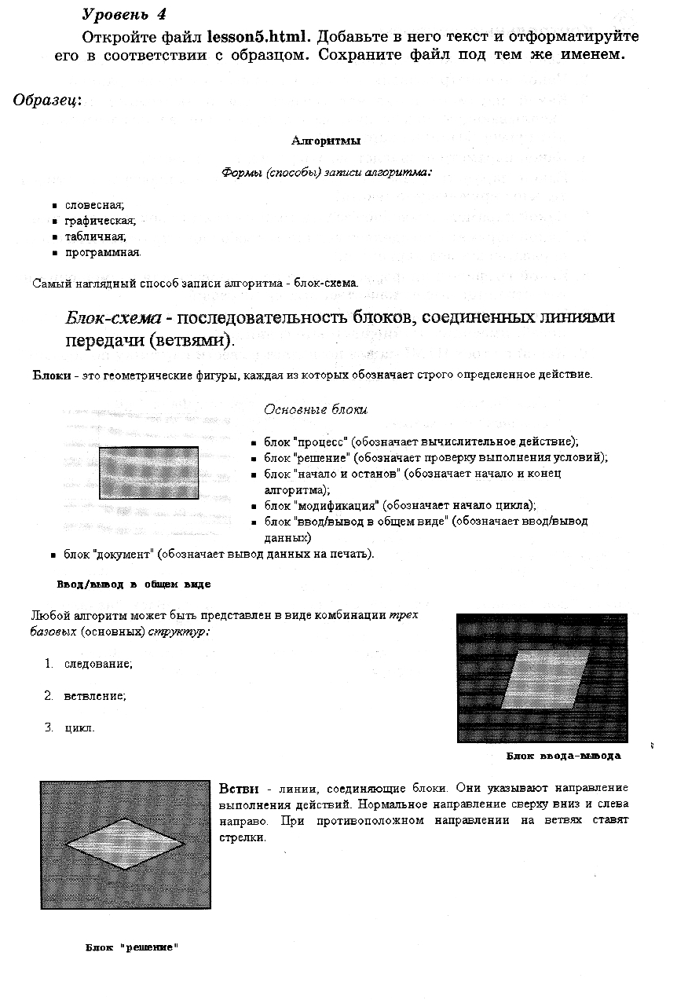 Уровень 4
Откройте файл lesson5.html. Добавьте в него текст и отформатируйте
его в соответствии с образцом. Сохраните файл под тем же именем.
Образец:
Алгоритмы
Формы (способы) записи алгоритма:
▪ словесная;
▪ графическая;
▪ табличная;
▪ программная.
Самый наглядный способ записи алгоритма - блок-схема.
Блок-схема - последовательность блоков, соединенных линиями
передачи (ветвями).
Блоки - это геометрические фигуры, каждая из которых обозначает строго определенное действие.
Основные блоки
▪ блок "процесс" (обозначает вычислительное действие);
▪ блок "решение" (обозначает проверку выполнения условий);
▪ блок "начало и останов" (обозначает начало и конец
алгоритма);
▪ блок "модификация" (обозначает начало цикла);
▪ блок "ввод/вывод в общем виде" (обозначает ввод/вывод
данных)
▪ блок "документ" (обозначает вывод данных на печать).
Ввод/вывод в общем виде
Любой алгоритм может быть представлен в виде комбинации трех
базовых (основных) структур:
1. следование;
2. ветвление;
3. цикл.
Блок ввода-вывода
Ветви - линии, соединяющие блоки. Они указывают направление
выполнения действий. Нормальное направление сверху вниз и слева
направо. При противоположном направлении на ветвях ставят
стрелки.
Блок "решение"